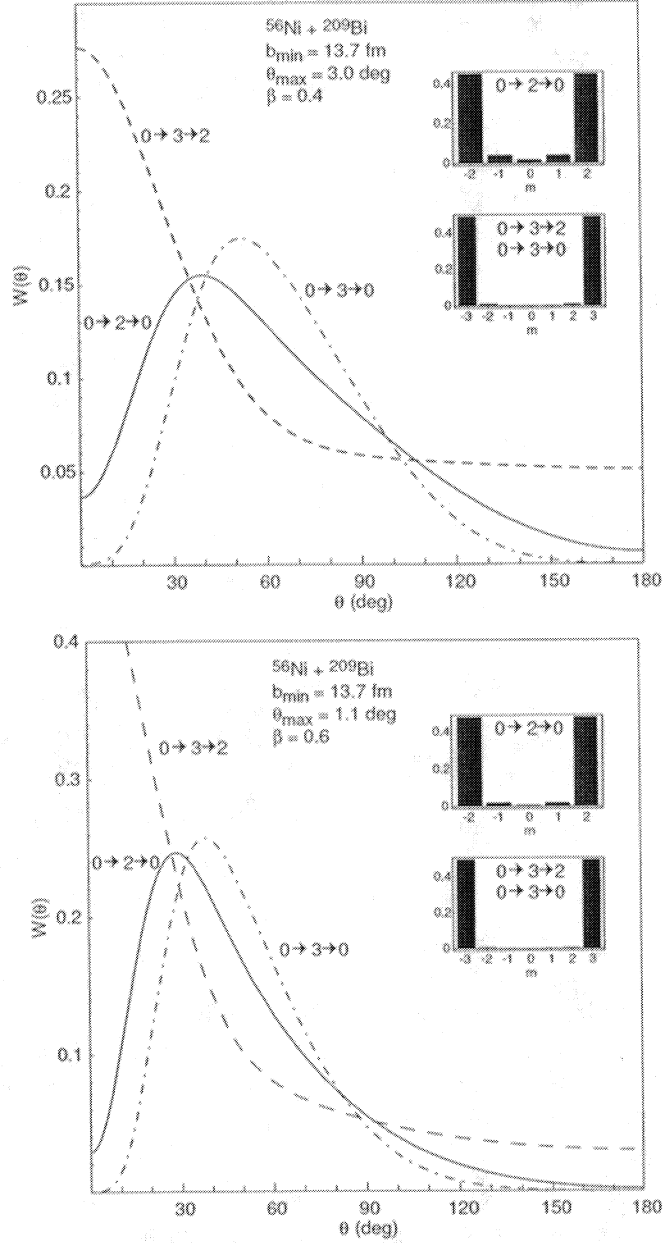 56Ni + 209Bi
bmin = 13.7 fm
θmax = 3.0 deg
β = 0.4
0→3→2
0→2→0
0→3→0
W(θ)
0.25
0.2
0.15
0.1
0.05
30 60 90 120 150 180
θ (deg)
0→2→0
0.4
0.2
0
-2 -1 0 1 2
m
0→3→2
0→3→0
0.4
0.2
0
-3 -2 -1 0 1 2 3
m
56Ni + 209Bi
bmin = 13.7 fm
θmax = 1.1 deg
β = 0.6
0→3→2
0→2→0
0→3→0
W(θ)
0.4
0.3
0.2
0.1
30 60 90 120 150 180
θ (deg)
0→2→0
0.4
0.2
0
-2 -1 0 1 2
m
0→3→2
0→3→0
0.4
0.2
0
-3 -2 -1 0 1 2 3
m